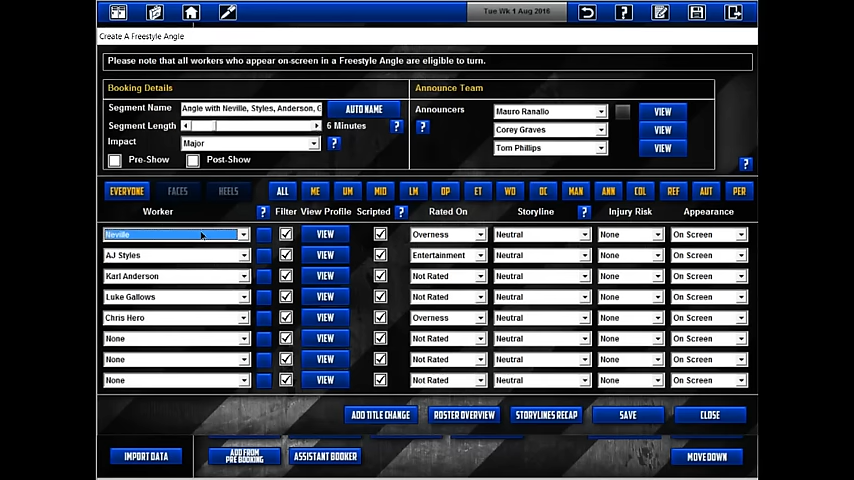 Tue Wk 1 Aug 2016
Create A Freestyle Angle
Please note that all workers who appear on-screen in a Freestyle Angle are eligible to turn.
Booking Details
Announce Team
Segment Name
Angle with Neville, Styles, Anderson, G
AUTO NAME
Announcers
Mauro Ranallo
VIEW
Segment Length
6 Minutes
?
?
Corey Graves
VIEW
Impact
Major
?
Tom Phillips
VIEW
Pre-Show
Post-Show
?
EVERYONE FACES HEELS ALL ME UM MID LM OP ET WD OC MAN ANN COL REF AUT PER
Worker ? Filter View Profile Scripted ? Rated On Storyline ? Injury Risk Appearance
Neville VIEW Overness Neutral None On Screen
AJ Styles VIEW Entertainment Neutral None On Screen
Karl Anderson VIEW Not Rated Neutral None On Screen
Luke Gallows VIEW Not Rated Neutral None On Screen
Chris Hero VIEW Overness Neutral None On Screen
None VIEW Not Rated Neutral None On Screen
None VIEW Not Rated Neutral None On Screen
None VIEW Not Rated Neutral None On Screen
ADD TITLE CHANGE ROSTER OVERVIEW STORYLINES RECAP SAVE CLOSE
IMPORT DATA ADD FROM PRE BOOKING ASSISTANT BOOKER MOVE DOWN